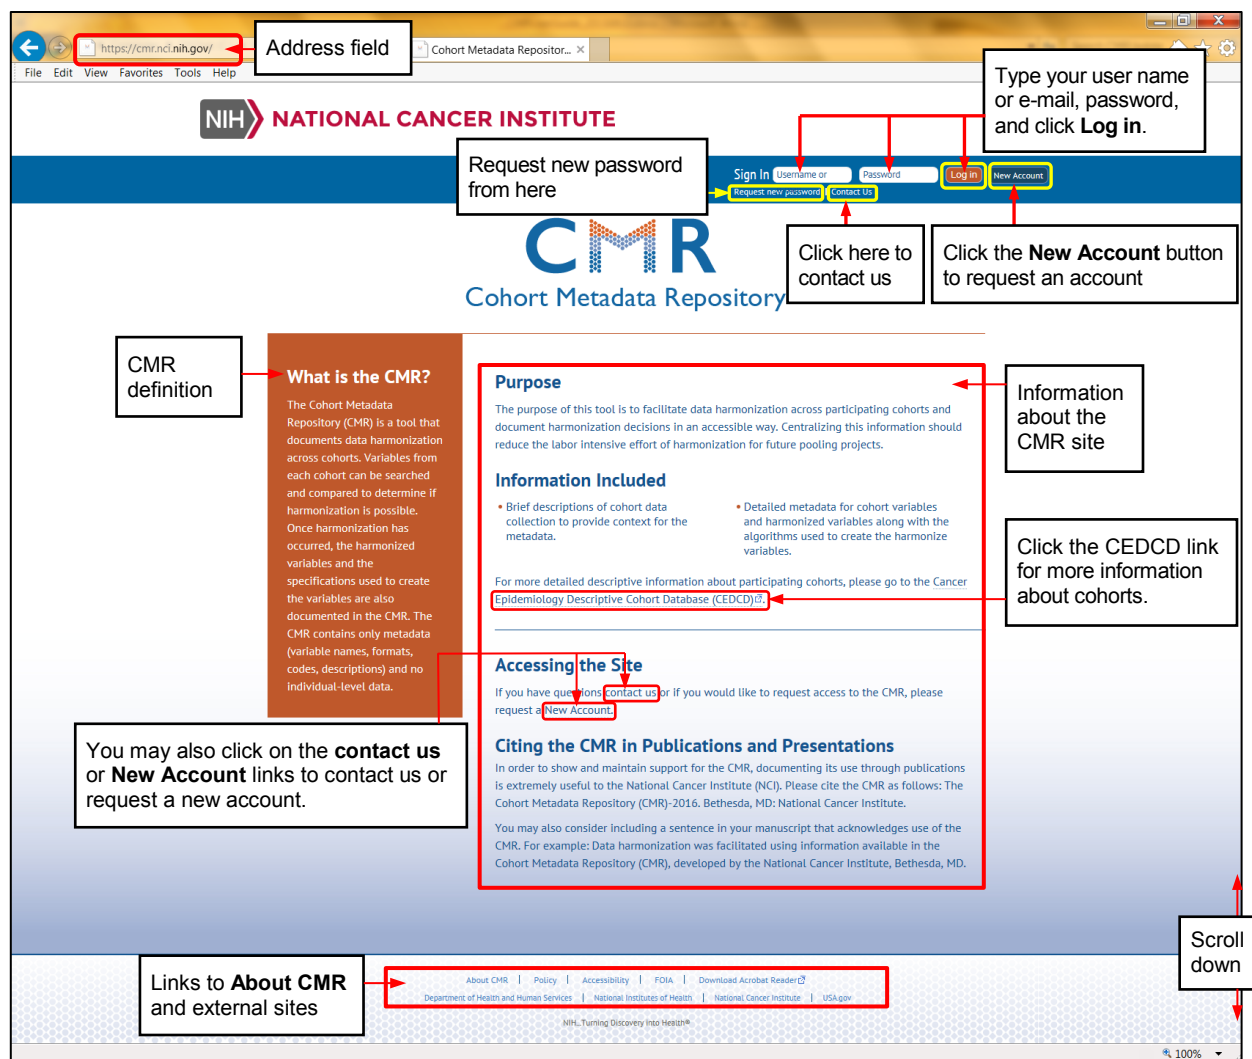 https://cmr.nci.nih.gov/
Address field
Cohort Metadata Repositor...
File Edit View Favorites Tools Help
Type your user name
or e-mail, password,
and click Log in.
NIH NATIONAL CANCER INSTITUTE
Request new password
from here
Sign In Username or Password Log in New Account
Request new password Contact Us
Click here to
contact us
Click the New Account button
to request an account
CMR
Cohort Metadata Repository
CMR
definition
What is the CMR?
The Cohort Metadata
Repository (CMR) is a tool that
documents data harmonization
across cohorts. Variables from
each cohort can be searched
and compared to determine if
harmonization is possible.
Once harmonization has
occurred, the harmonized
variables and the
specifications used to create
the variables are also
documented in the CMR. The
CMR contains only metadata
(variable names, formats,
codes, descriptions) and no
individual-level data.
Purpose
The purpose of this tool is to facilitate data harmonization across participating cohorts and
document harmonization decisions in an accessible way. Centralizing this information should
reduce the labor intensive effort of harmonization for future pooling projects.
Information
about the
CMR site
Information Included
• Brief descriptions of cohort data
collection to provide context for the
metadata.
• Detailed metadata for cohort variables
and harmonized variables along with the
algorithms used to create the harmonize
variables.
For more detailed descriptive information about participating cohorts, please go to the Cancer
Epidemiology Descriptive Cohort Database (CEDCD).
Click the CEDCD link
for more information
about cohorts.
Accessing the Site
If you have questions contact us or if you would like to request access to the CMR, please
request a New Account.
You may also click on the contact us
or New Account links to contact us or
request a new account.
Citing the CMR in Publications and Presentations
In order to show and maintain support for the CMR, documenting its use through publications
is extremely useful to the National Cancer Institute (NCI). Please cite the CMR as follows: The
Cohort Metadata Repository (CMR)-2016. Bethesda, MD: National Cancer Institute.
You may also consider including a sentence in your manuscript that acknowledges use of the
CMR. For example: Data harmonization was facilitated using information available in the
Cohort Metadata Repository (CMR), developed by the National Cancer Institute, Bethesda, MD.
Scroll
down
Links to About CMR
and external sites
About CMR | Policy | Accessibility | FOIA | Download Acrobat Reader
Department of Health and Human Services | National Institutes of Health | National Cancer Institute | USA.gov
NIH...Turning Discovery Into Health®
100%